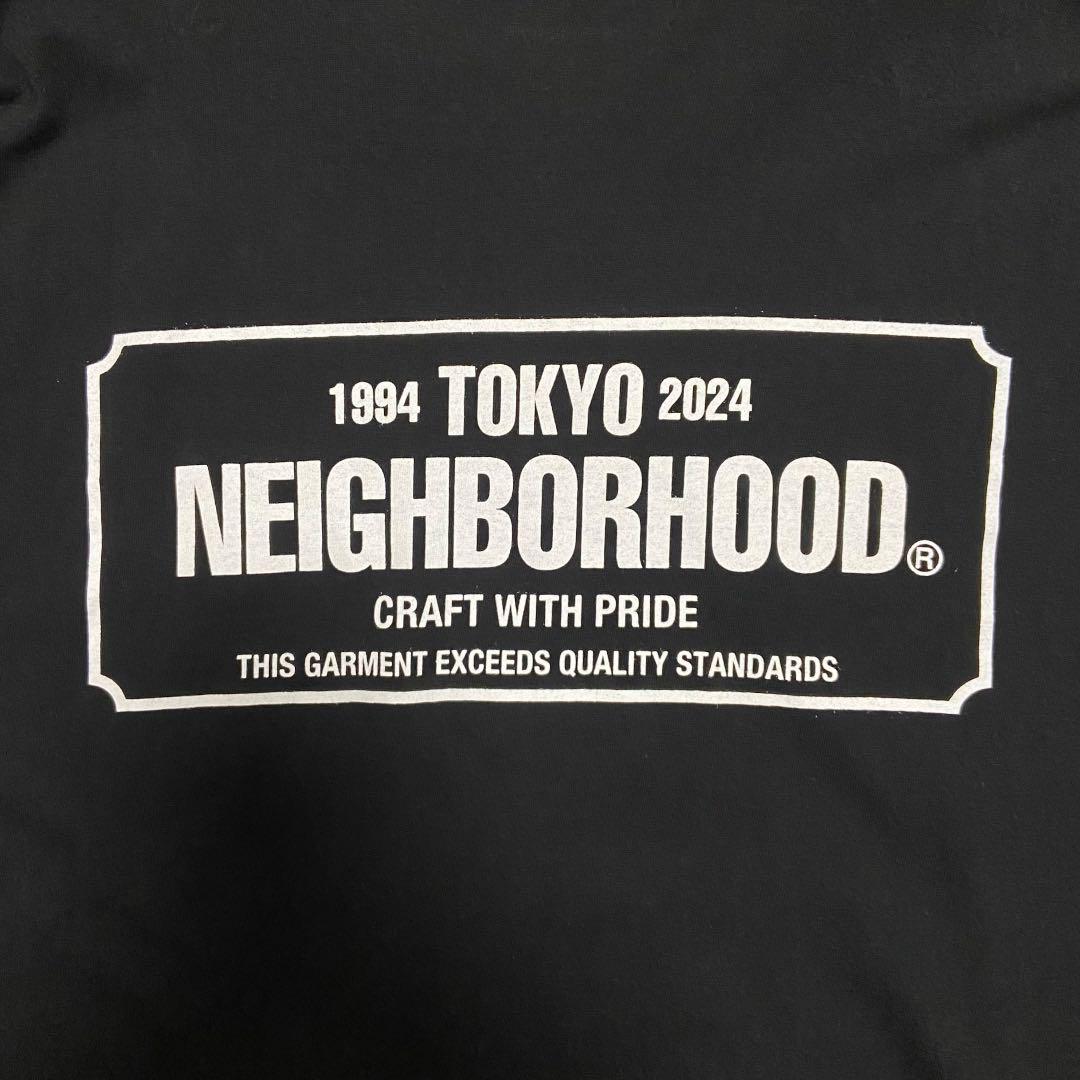 1994 TOKYO 2024
NEIGHBORHOOD®
CRAFT WITH PRIDE
THIS GARMENT EXCEEDS QUALITY STANDARDS